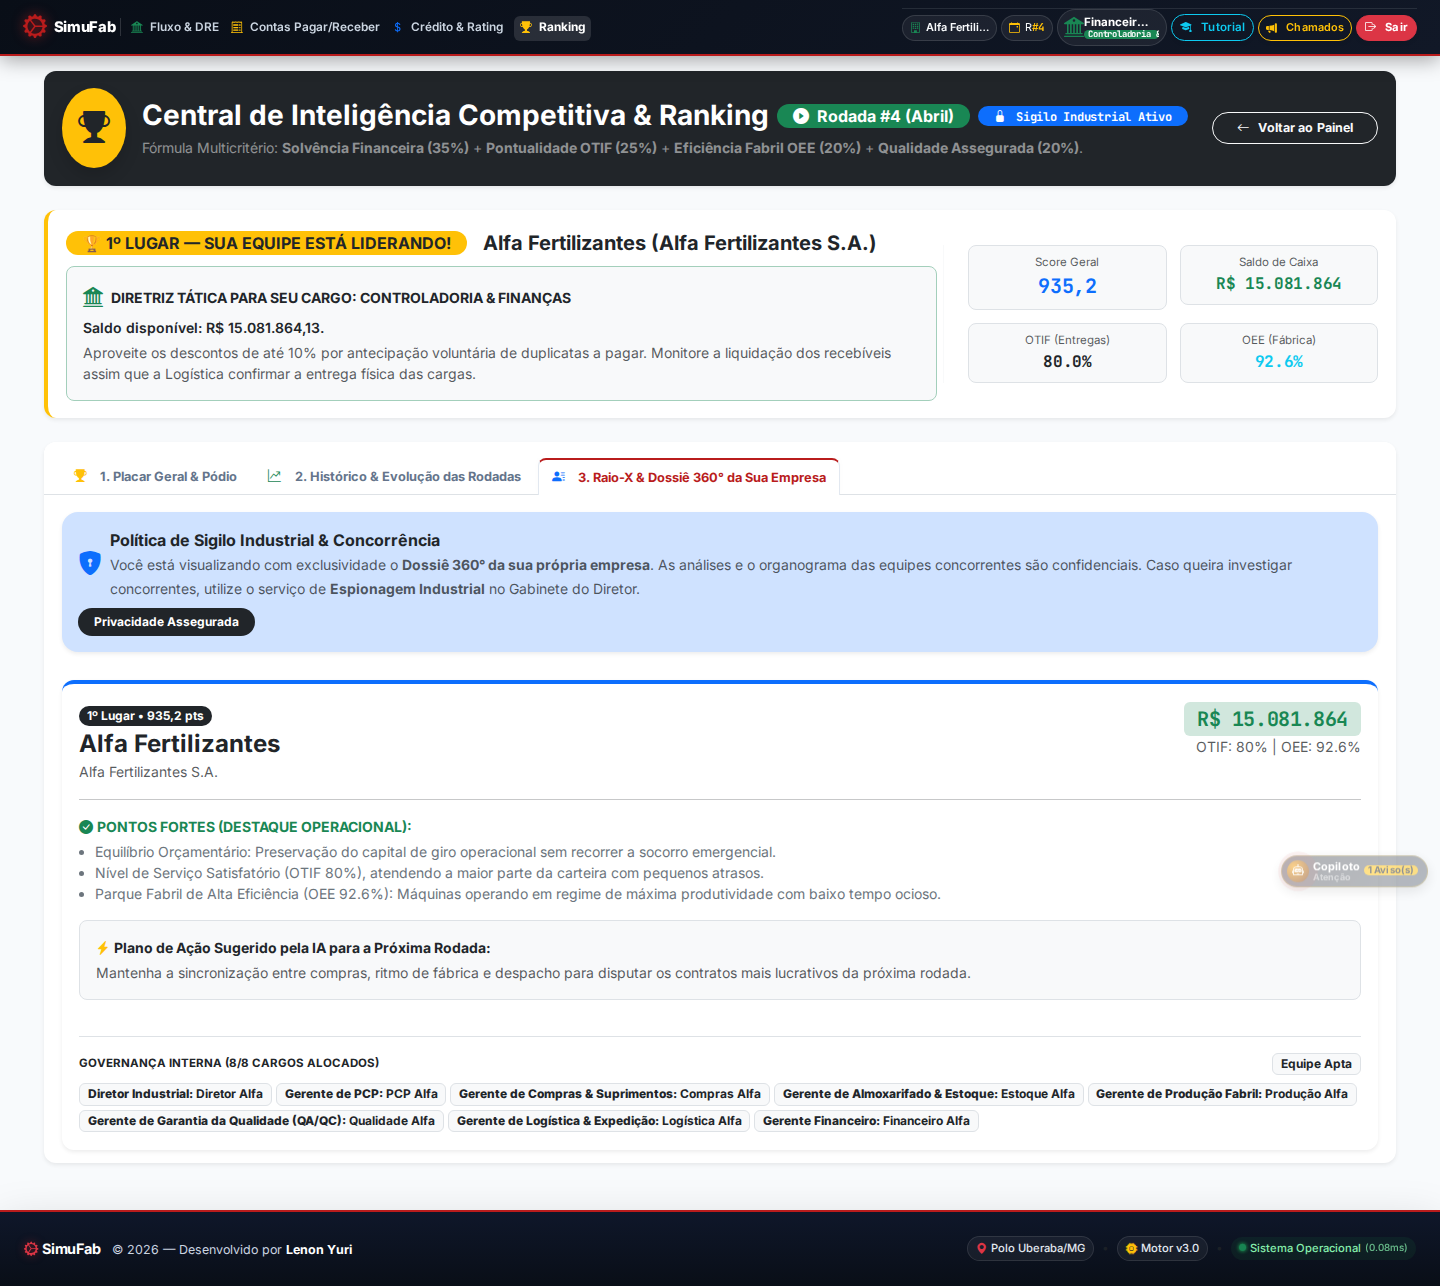 SimuFab
Fluxo & DRE
Contas Pagar/Receber
Crédito & Rating
Ranking
Alfa Fertili...
R#4
Financeir...
Controladoria &
Tutorial
Chamados
Sair
Central de Inteligência Competitiva & Ranking
Rodada #4 (Abril)
Sigilo Industrial Ativo
Fórmula Multicritério: Solvência Financeira (35%) + Pontualidade OTIF (25%) + Eficiência Fabril OEE (20%) + Qualidade Assegurada (20%).
Voltar ao Painel
1º LUGAR — SUA EQUIPE ESTÁ LIDERANDO!
Alfa Fertilizantes (Alfa Fertilizantes S.A.)
DIRETRIZ TÁTICA PARA SEU CARGO: CONTROLADORIA & FINANÇAS
Saldo disponível: R$ 15.081.864,13.
Aproveite os descontos de até 10% por antecipação voluntária de duplicatas a pagar. Monitore a liquidação dos recebíveis
assim que a Logística confirmar a entrega física das cargas.
Score Geral
935,2
Saldo de Caixa
R$ 15.081.864
OTIF (Entregas)
80.0%
OEE (Fábrica)
92.6%
1. Placar Geral & Pódio
2. Histórico & Evolução das Rodadas
3. Raio-X & Dossiê 360° da Sua Empresa
Política de Sigilo Industrial & Concorrência
Você está visualizando com exclusividade o Dossiê 360° da sua própria empresa. As análises e o organograma das equipes concorrentes são confidenciais. Caso queira investigar
concorrentes, utilize o serviço de Espionagem Industrial no Gabinete do Diretor.
Privacidade Assegurada
1º Lugar • 935,2 pts
Alfa Fertilizantes
Alfa Fertilizantes S.A.
R$ 15.081.864
OTIF: 80% | OEE: 92.6%
PONTOS FORTES (DESTAQUE OPERACIONAL):
• Equilíbrio Orçamentário: Preservação do capital de giro operacional sem recorrer a socorro emergencial.
• Nível de Serviço Satisfatório (OTIF 80%), atendendo a maior parte da carteira com pequenos atrasos.
• Parque Fabril de Alta Eficiência (OEE 92.6%): Máquinas operando em regime de máxima produtividade com baixo tempo ocioso.
Copiloto
Atenção
1 Aviso(s)
Plano de Ação Sugerido pela IA para a Próxima Rodada:
Mantenha a sincronização entre compras, ritmo de fábrica e despacho para disputar os contratos mais lucrativos da próxima rodada.
GOVERNANÇA INTERNA (8/8 CARGOS ALOCADOS)
Equipe Apta
Diretor Industrial: Diretor Alfa
Gerente de PCP: PCP Alfa
Gerente de Compras & Suprimentos: Compras Alfa
Gerente de Almoxarifado & Estoque: Estoque Alfa
Gerente de Produção Fabril: Produção Alfa
Gerente de Garantia da Qualidade (QA/QC): Qualidade Alfa
Gerente de Logística & Expedição: Logística Alfa
Gerente Financeiro: Financeiro Alfa
SimuFab
© 2026 — Desenvolvido por Lenon Yuri
Polo Uberaba/MG
Motor v3.0
Sistema Operacional (0.08ms)